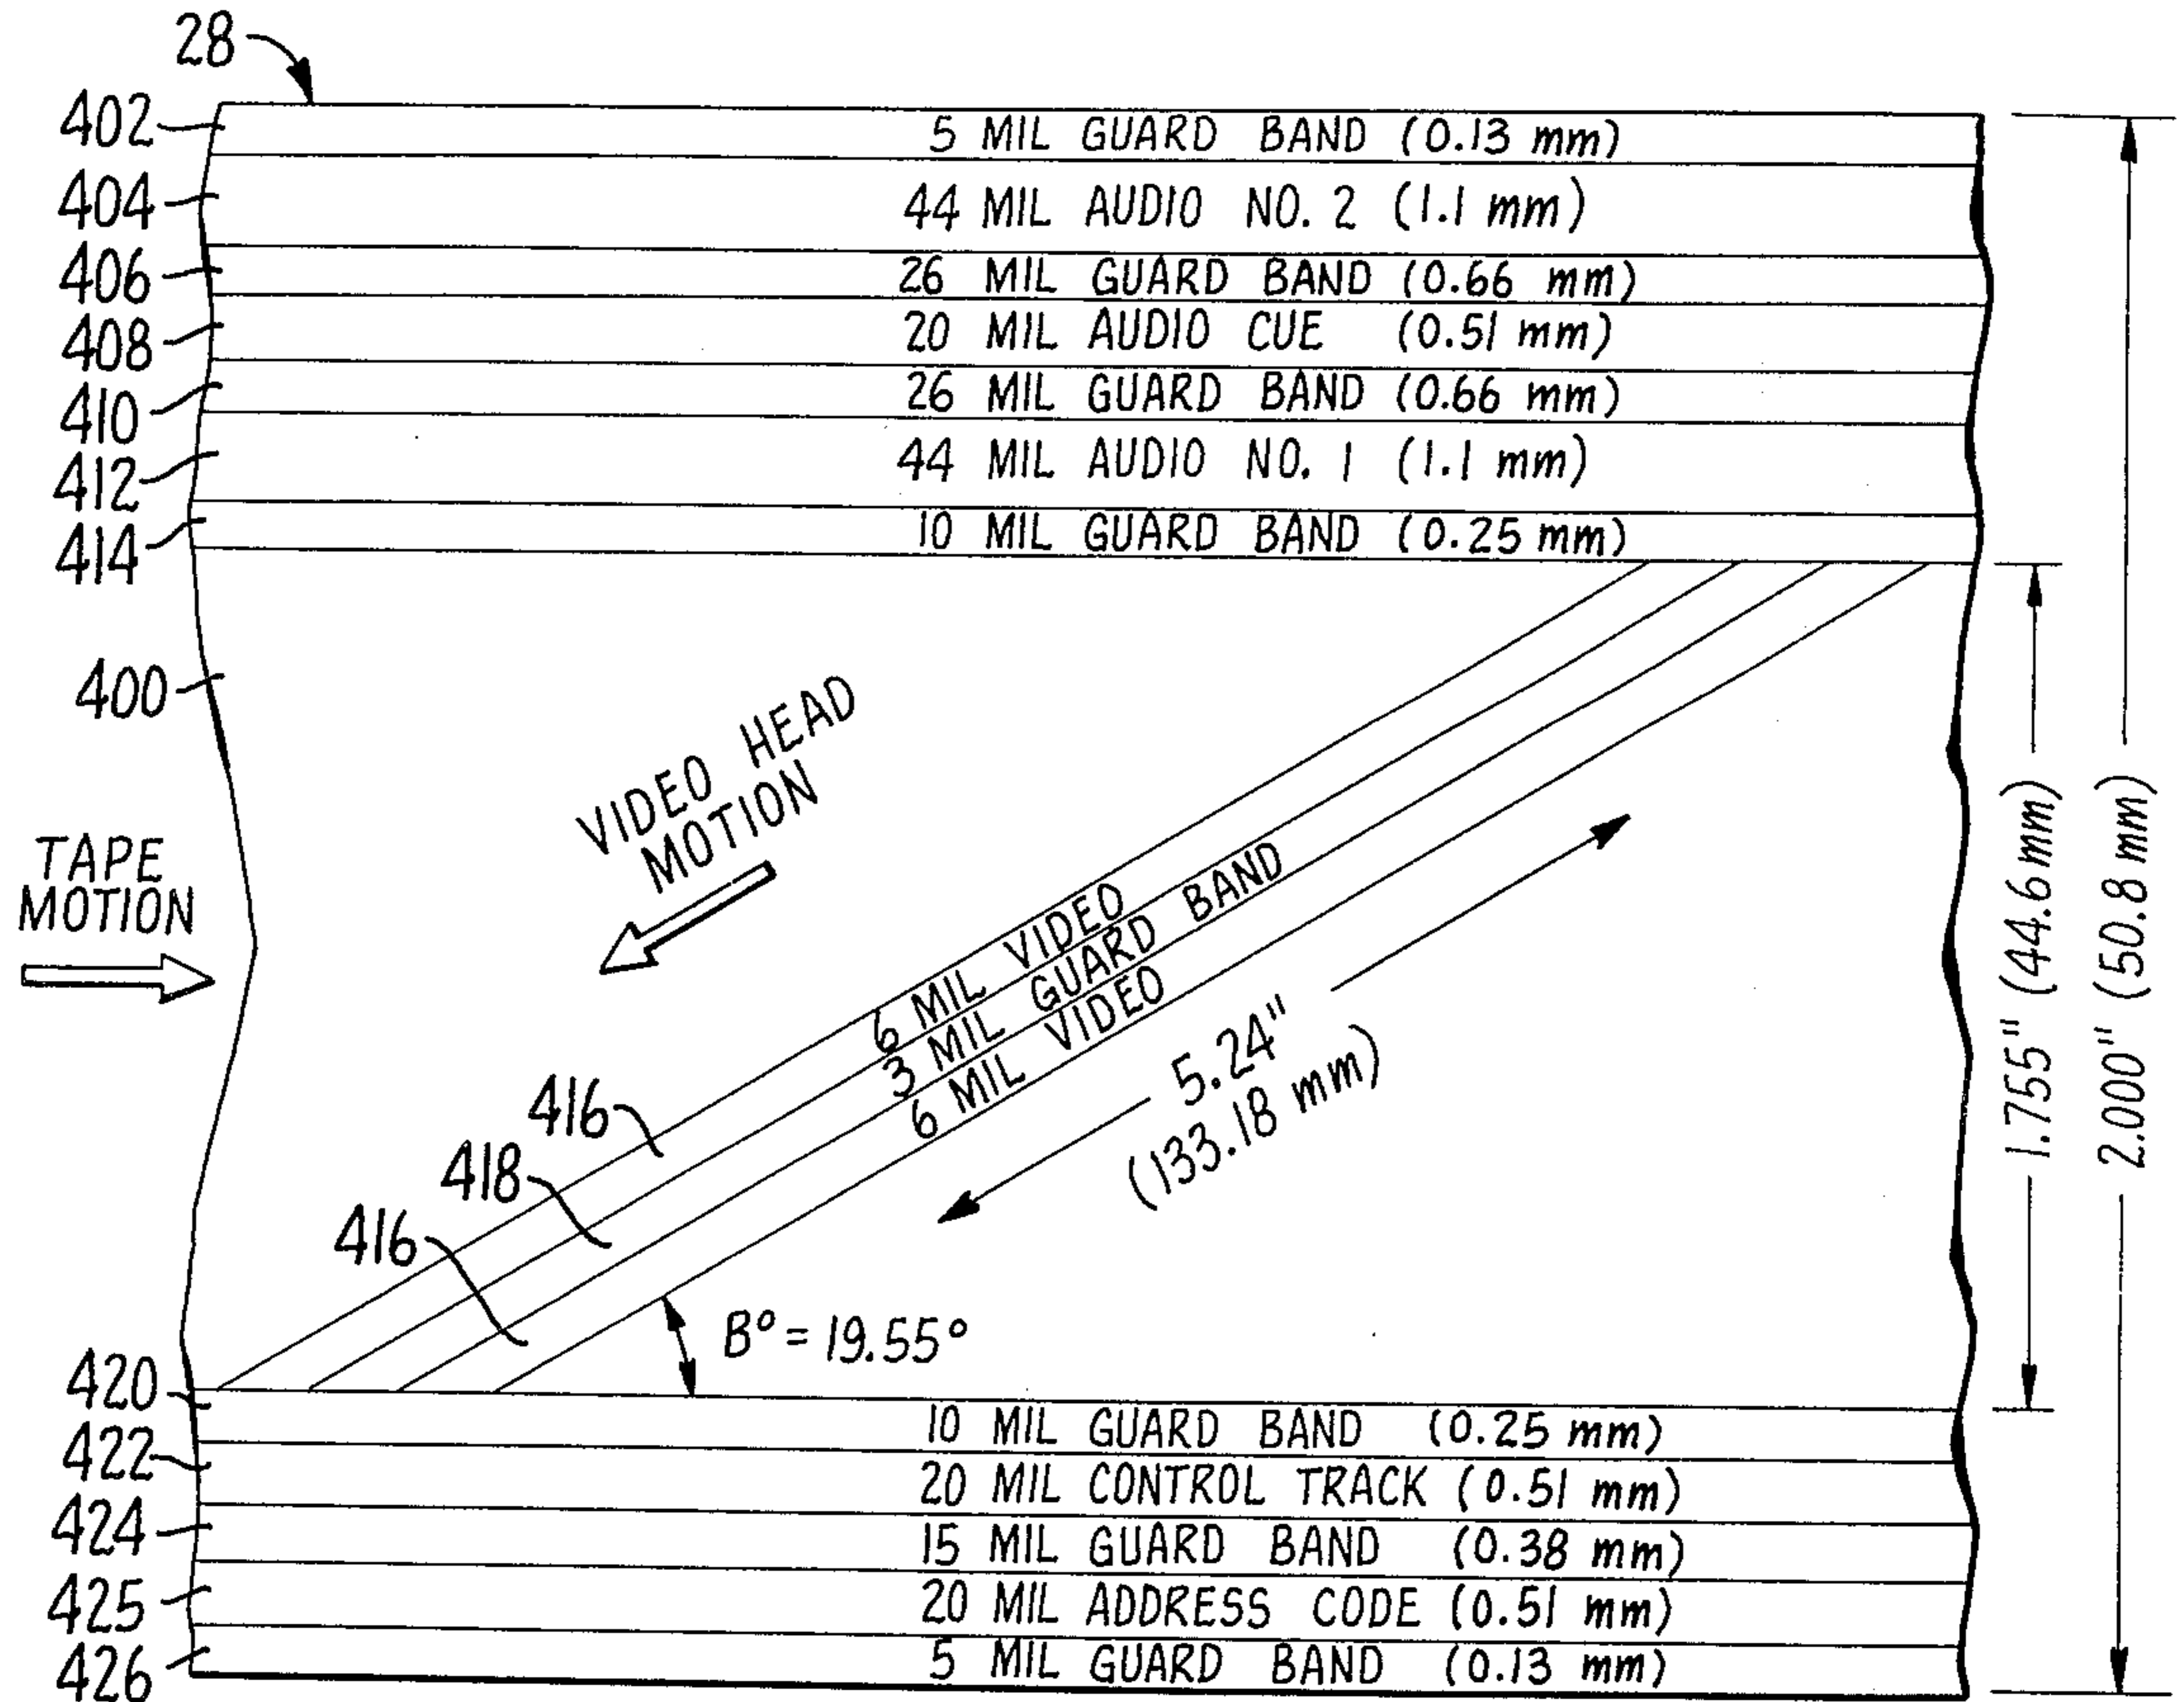 28
402
5 MIL GUARD BAND (0.13 mm)
404
44 MIL AUDIO NO. 2 (1.1 mm)
406
26 MIL GUARD BAND (0.66 mm)
408
20 MIL AUDIO CUE (0.51 mm)
410
26 MIL GUARD BAND (0.66 mm)
412
44 MIL AUDIO NO. 1 (1.1 mm)
414
10 MIL GUARD BAND (0.25 mm)
400
VIDEO HEAD
MOTION
TAPE
MOTION
6 MIL VIDEO
3 MIL GUARD BAND
6 MIL VIDEO
5.24"
(133.18 mm)
1.755" (44.6 mm)
2.000" (50.8 mm)
416
418
416
B° = 19.55°
420
10 MIL GUARD BAND (0.25 mm)
422
20 MIL CONTROL TRACK (0.51 mm)
424
15 MIL GUARD BAND (0.38 mm)
425
20 MIL ADDRESS CODE (0.51 mm)
426
5 MIL GUARD BAND (0.13 mm)